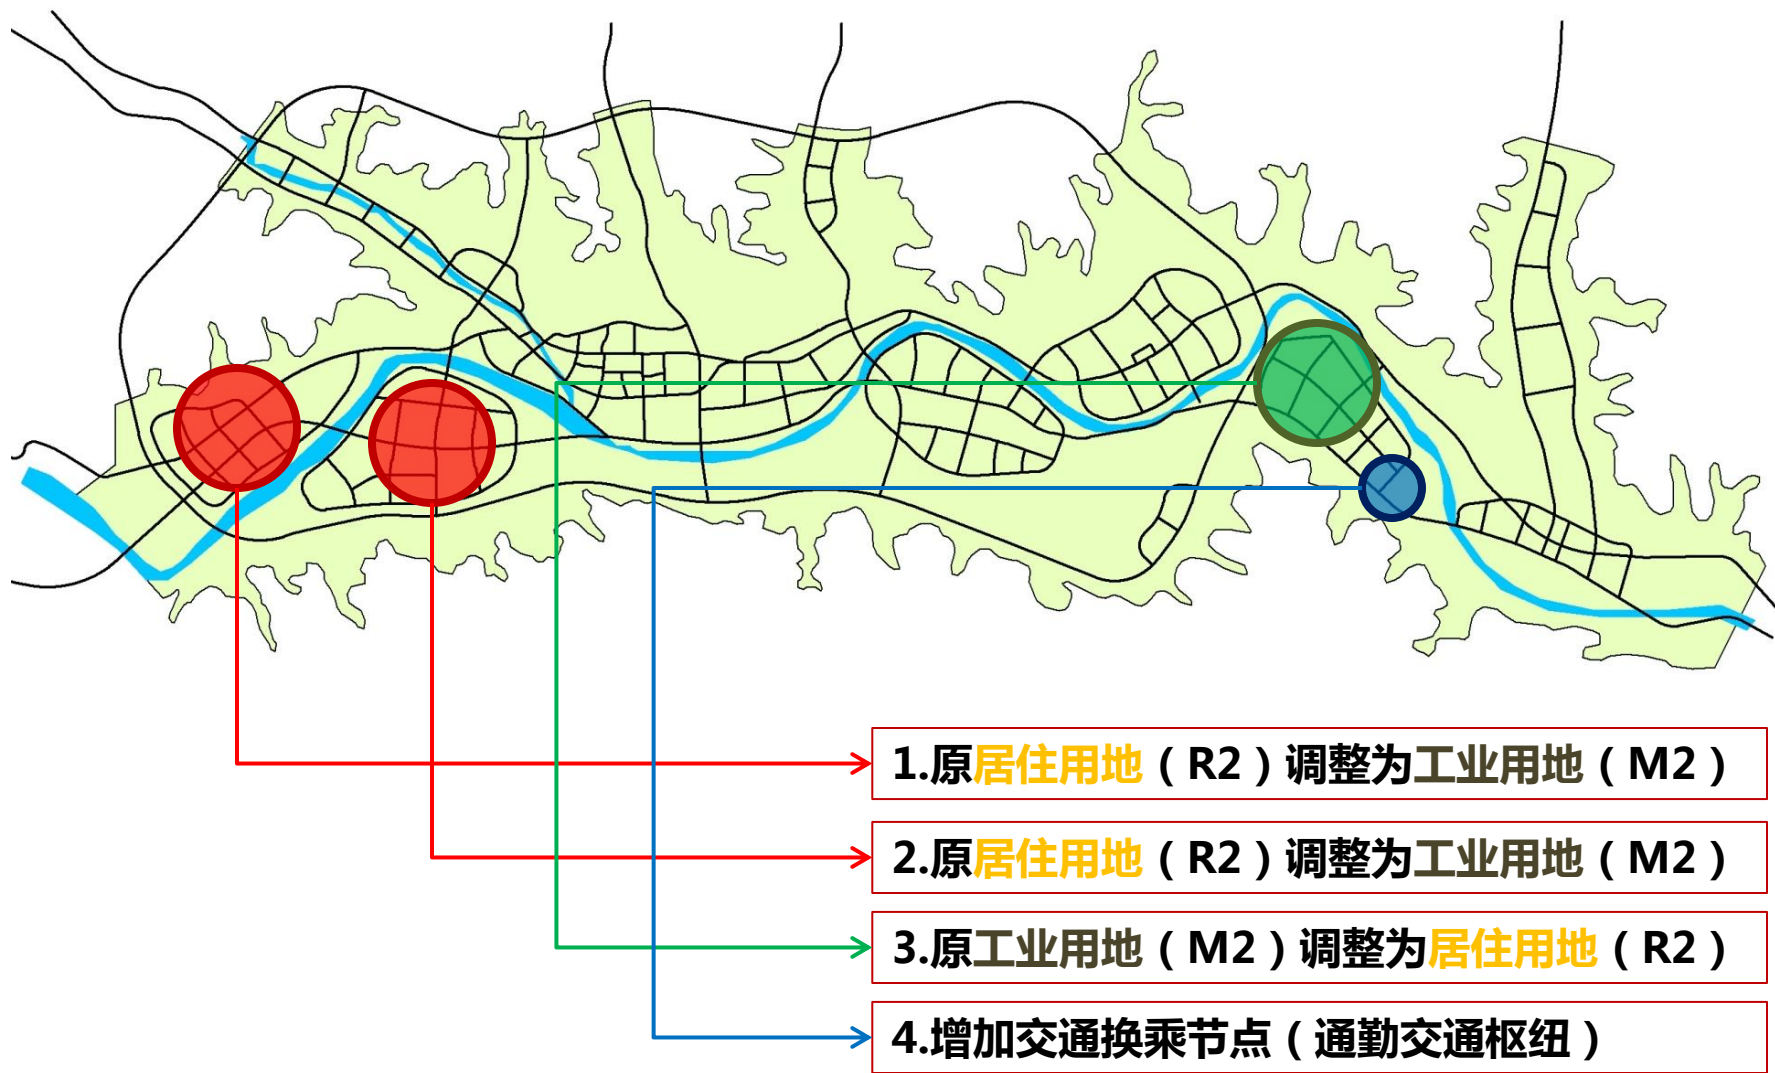 1.原居住用地（R2）调整为工业用地（M2）
2.原居住用地（R2）调整为工业用地（M2）
3.原工业用地（M2）调整为居住用地（R2）
4.增加交通换乘节点（通勤交通枢纽）